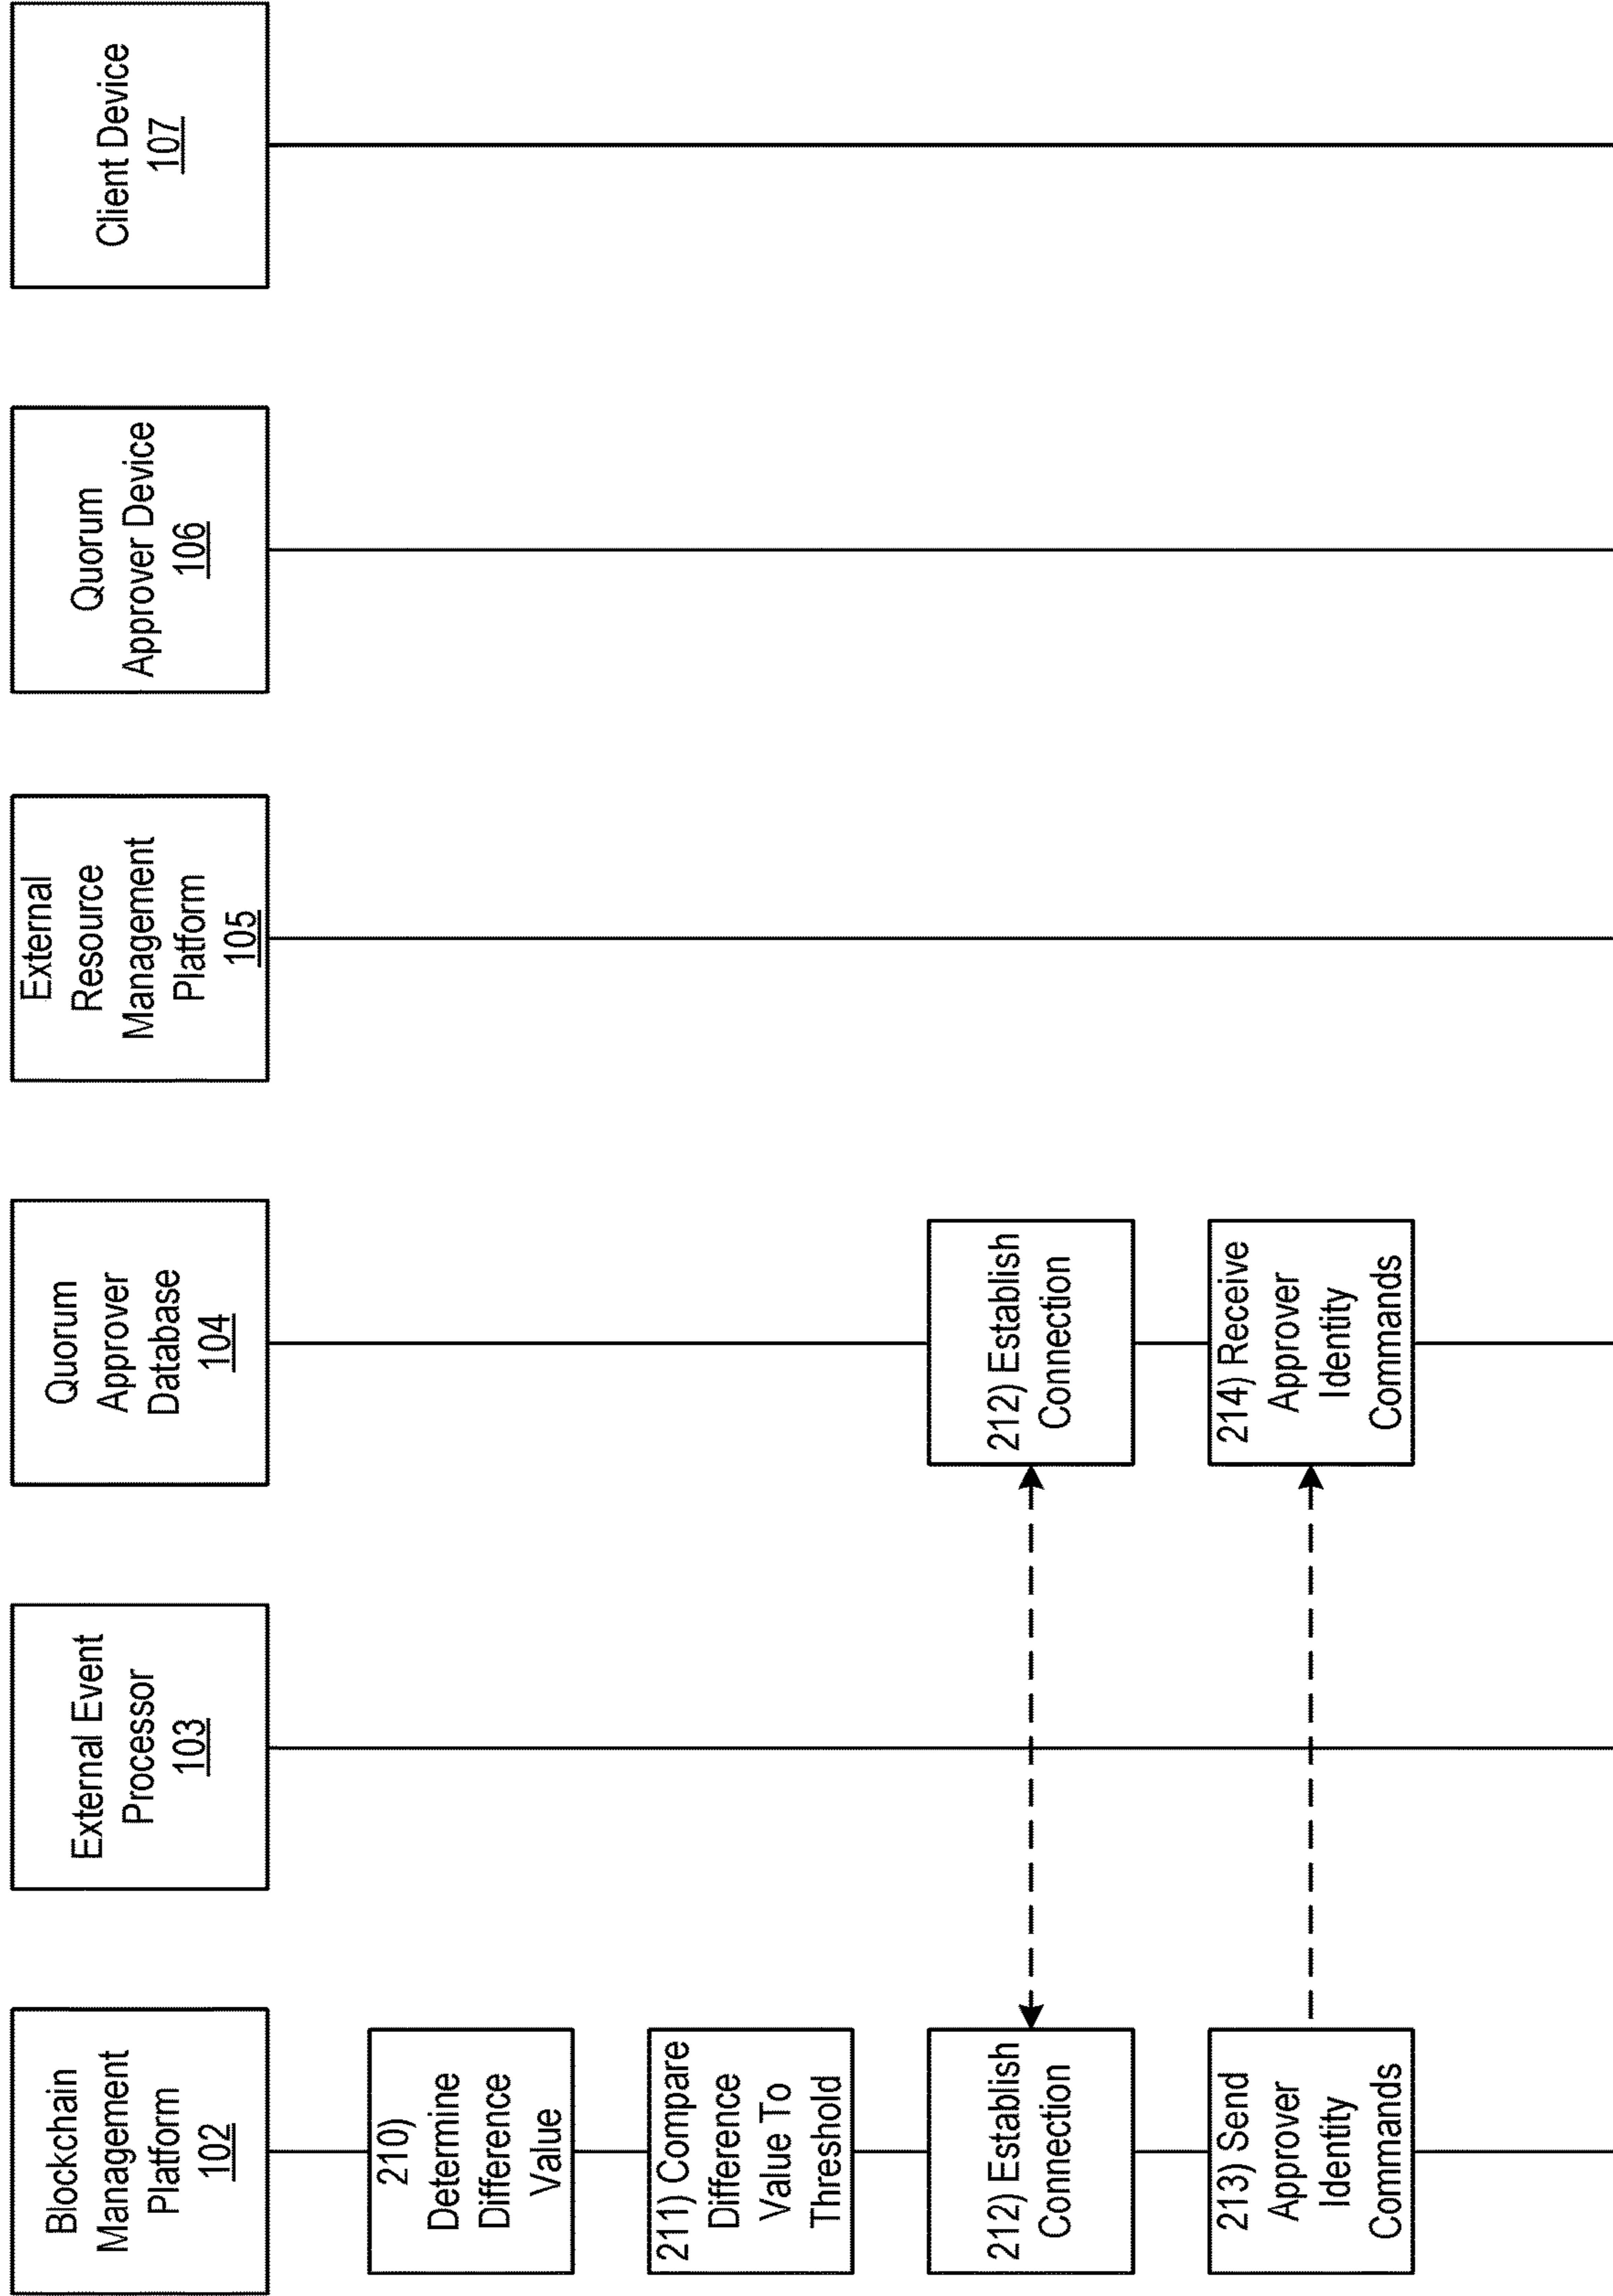 Blockchain
Management
Platform
102
External Event
Processor
103
Quorum
Approver
Database
104
External
Resource
Management
Platform
105
Quorum
Approver Device
106
Client Device
107
210)
Determine
Difference
Value
211) Compare
Difference
Value To
Threshold
212) Establish
Connection
212) Establish
Connection
213) Send
Approver
Identity
Commands
214) Receive
Approver
Identity
Commands